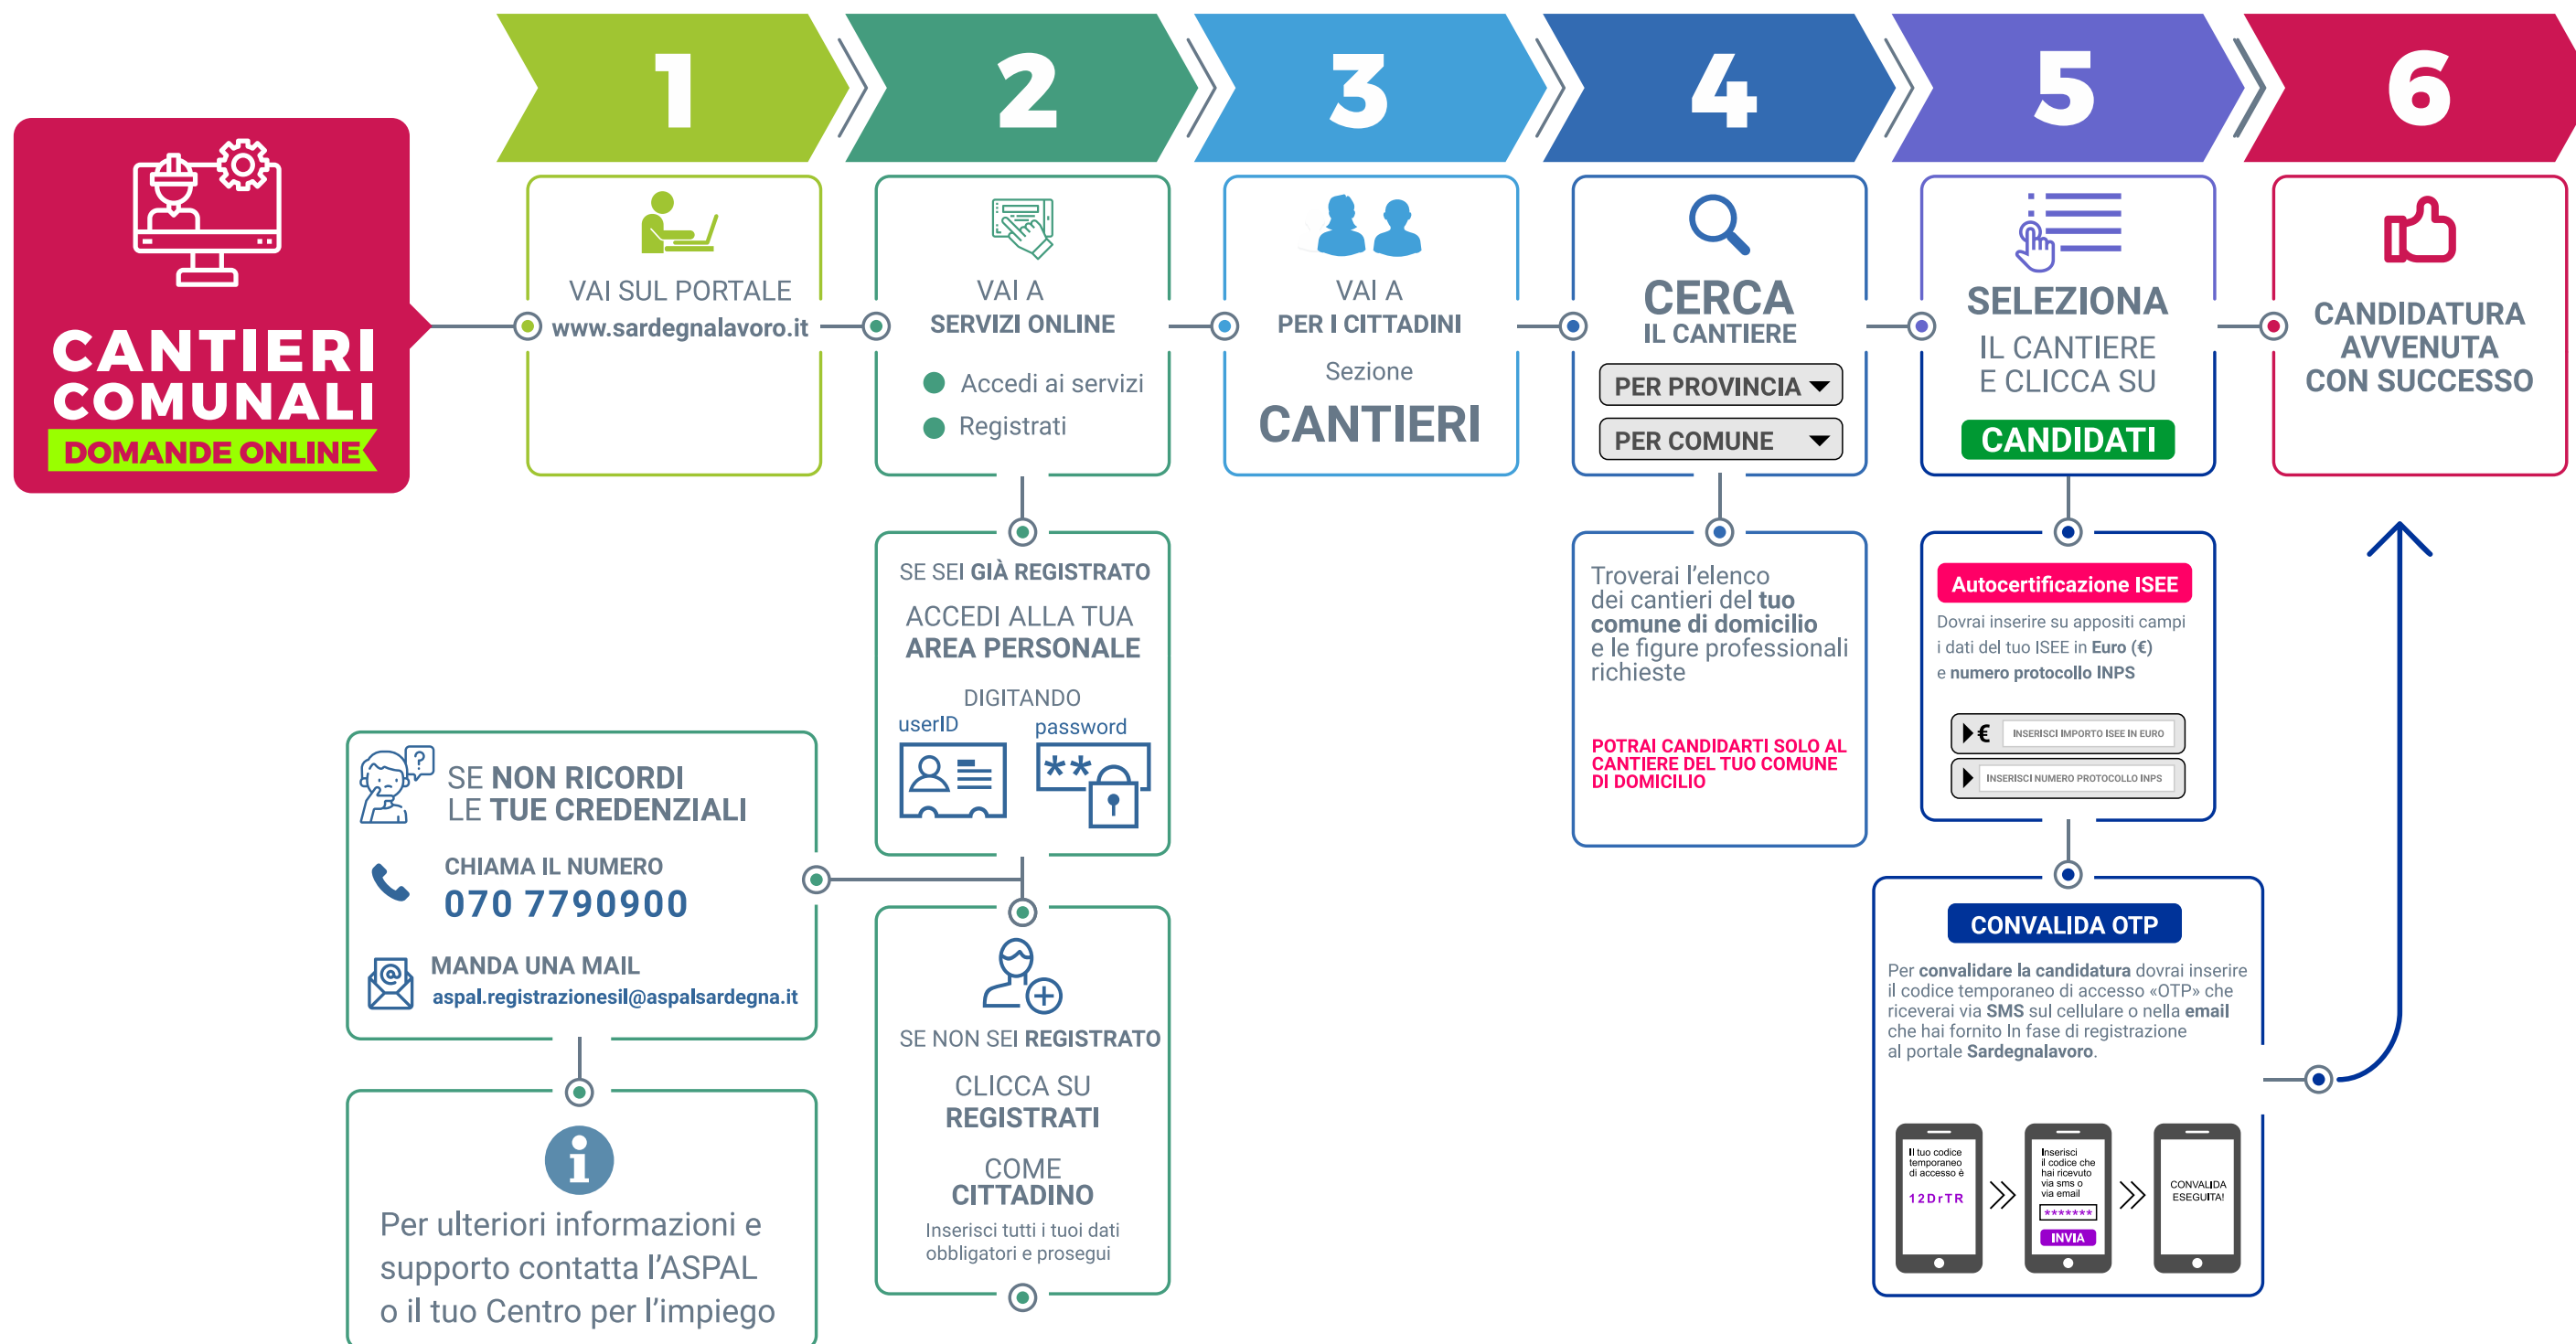 CANTIERI
COMUNALI
DOMANDE ONLINE
1
VAI SUL PORTALE
www.sardegnalavoro.it
2
VAI A
SERVIZI ONLINE
Accedi ai servizi
Registrati
SE SEI GIÀ REGISTRATO
ACCEDI ALLA TUA
AREA PERSONALE
DIGITANDO
userID
password
**
SE NON RICORDI
LE TUE CREDENZIALI
?
CHIAMA IL NUMERO
070 7790900
@
MANDA UNA MAIL
aspal.registrazionesil@aspalsardegna.it
i
Per ulteriori informazioni e
supporto contatta l'ASPAL
o il tuo Centro per l'impiego
SE NON SEI REGISTRATO
CLICCA SU
REGISTRATI
COME
CITTADINO
Inserisci tutti i tuoi dati
obbligatori e prosegui
3
VAI A
PER I CITTADINI
Sezione
CANTIERI
4
CERCA
IL CANTIERE
PER PROVINCIA
PER COMUNE
Troverai l'elenco
dei cantieri del tuo
comune di domicilio
e le figure professionali
richieste
POTRAI CANDIDARTI SOLO AL
CANTIERE DEL TUO COMUNE
DI DOMICILIO
5
SELEZIONA
IL CANTIERE
E CLICCA SU
CANDIDATI
Autocertificazione ISEE
Dovrai inserire su appositi campi
i dati del tuo ISEE in Euro (€)
e numero protocollo INPS
€ INSERISCI IMPORTO ISEE IN EURO
INSERISCI NUMERO PROTOCOLLO INPS
CONVALIDA OTP
Per convalidare la candidatura dovrai inserire
il codice temporaneo di accesso «OTP» che
riceverai via SMS sul cellulare o nella email
che hai fornito In fase di registrazione
al portale Sardegnalavoro.
Il tuo codice
temporaneo
di accesso è
12DrTR
Inserisci
il codice che
hai ricevuto
via sms o
via email
*******
INVIA
CONVALIDA
ESEGUITA!
6
CANDIDATURA
AVVENUTA
CON SUCCESSO